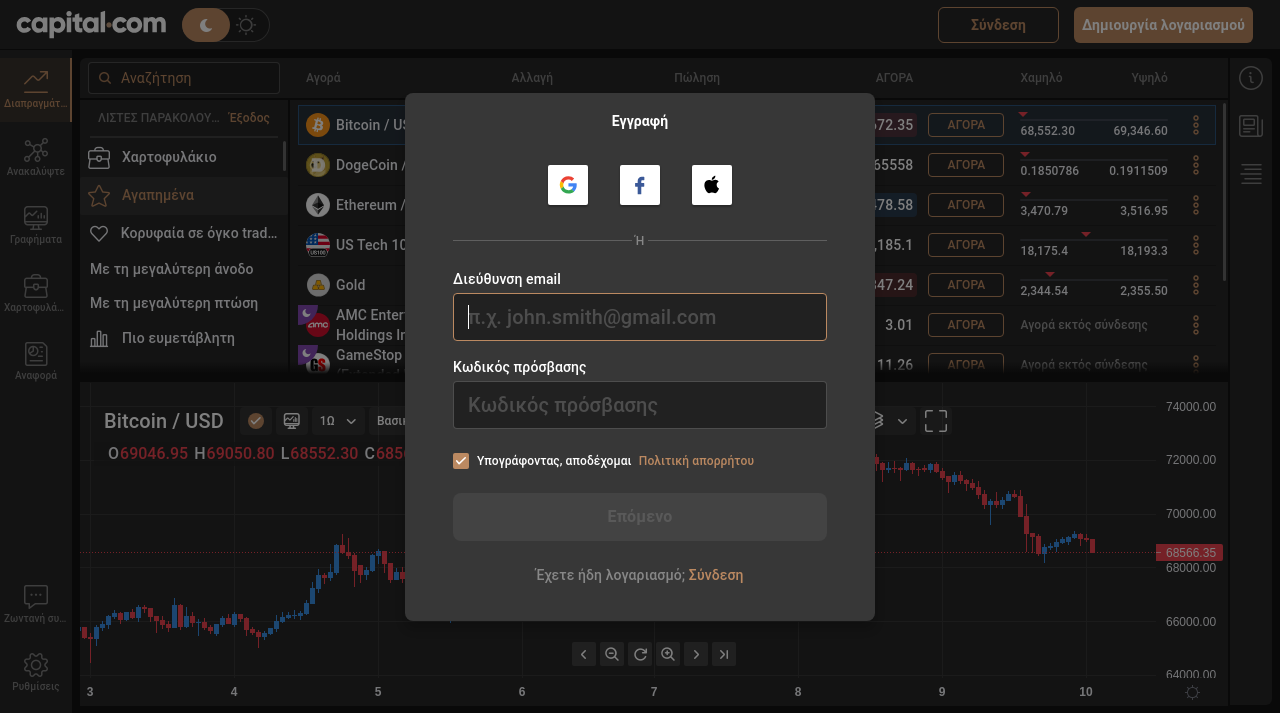 capital.com
Σύνδεση
Δημιουργία λογαριασμού
Διαπραγμάτ...
Ανακαλύψτε
Γραφήματα
Χαρτοφυλά...
Αναφορά
Ζωντανή συ...
Ρυθμίσεις
Αναζήτηση
ΛΙΣΤΕΣ ΠΑΡΑΚΟΛΟΥ... Έξοδος
Χαρτοφυλάκιο
Αγαπημένα
Κορυφαία σε όγκο trad...
Με τη μεγαλύτερη άνοδο
Με τη μεγαλύτερη πτώση
Πιο ευμετάβλητη
Αγορά Αλλαγή Πώληση ΑΓΟΡΑ Χαμηλό Υψηλό
Bitcoin / US 672.35 ΑΓΟΡΑ 68,552.30 69,346.60
DogeCoin / 65558 ΑΓΟΡΑ 0.1850786 0.1911509
Ethereum / 478.58 ΑΓΟΡΑ 3,470.79 3,516.95
US Tech 10 ,185.1 ΑΓΟΡΑ 18,175.4 18,193.3
Gold 347.24 ΑΓΟΡΑ 2,344.54 2,355.50
AMC Enter
Holdings In 3.01 Αγορά εκτός σύνδεσης
GameStop 11.26 Αγορά εκτός σύνδεσης
Εγγραφή
Ή
Διεύθυνση email
π.χ. john.smith@gmail.com
Κωδικός πρόσβασης
Κωδικός πρόσβασης
Υπογράφοντας, αποδέχομαι Πολιτική απορρήτου
Επόμενο
Έχετε ήδη λογαριασμό; Σύνδεση
Bitcoin / USD 1Ω Βασι
O69046.95 H69050.80 L68552.30 C856
74000.00
72000.00
70000.00
68566.35
68000.00
66000.00
64000.00
3 4 5 6 7 8 9 10